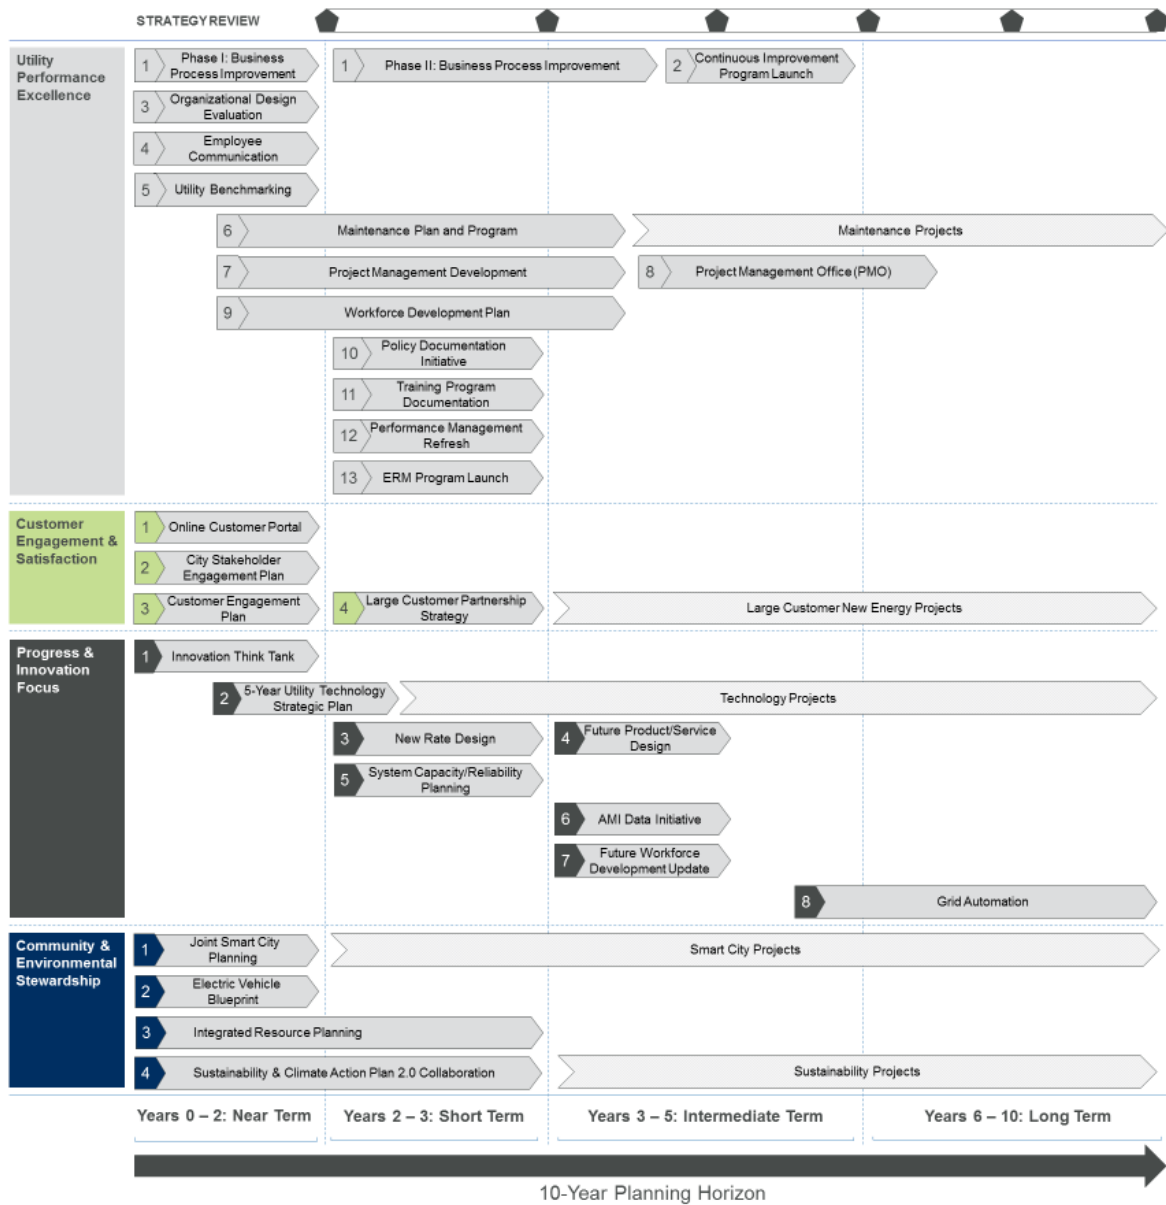 STRATEGY REVIEW
Utility
Performance
Excellence
1
Phase I: Business
Process Improvement
1
Phase II: Business Process Improvement
2
Continuous Improvement
Program Launch
3
Organizational Design
Evaluation
4
Employee
Communication
5
Utility Benchmarking
6
Maintenance Plan and Program
Maintenance Projects
7
Project Management Development
8
Project Management Office (PMO)
9
Workforce Development Plan
10
Policy Documentation
Initiative
11
Training Program
Documentation
12
Performance Management
Refresh
13
ERM Program Launch
Customer
Engagement &
Satisfaction
1
Online Customer Portal
2
City Stakeholder
Engagement Plan
3
Customer Engagement
Plan
4
Large Customer Partnership
Strategy
Large Customer New Energy Projects
Progress &
Innovation
Focus
1
Innovation Think Tank
2
5-Year Utility Technology
Strategic Plan
Technology Projects
3
New Rate Design
4
Future Product/Service
Design
5
System Capacity/Reliability
Planning
6
AMI Data Initiative
7
Future Workforce
Development Update
8
Grid Automation
Community &
Environmental
Stewardship
1
Joint Smart City
Planning
Smart City Projects
2
Electric Vehicle
Blueprint
3
Integrated Resource Planning
4
Sustainability & Climate Action Plan 2.0 Collaboration
Sustainability Projects
Years 0 – 2: Near Term
Years 2 – 3: Short Term
Years 3 – 5: Intermediate Term
Years 6 – 10: Long Term
10-Year Planning Horizon